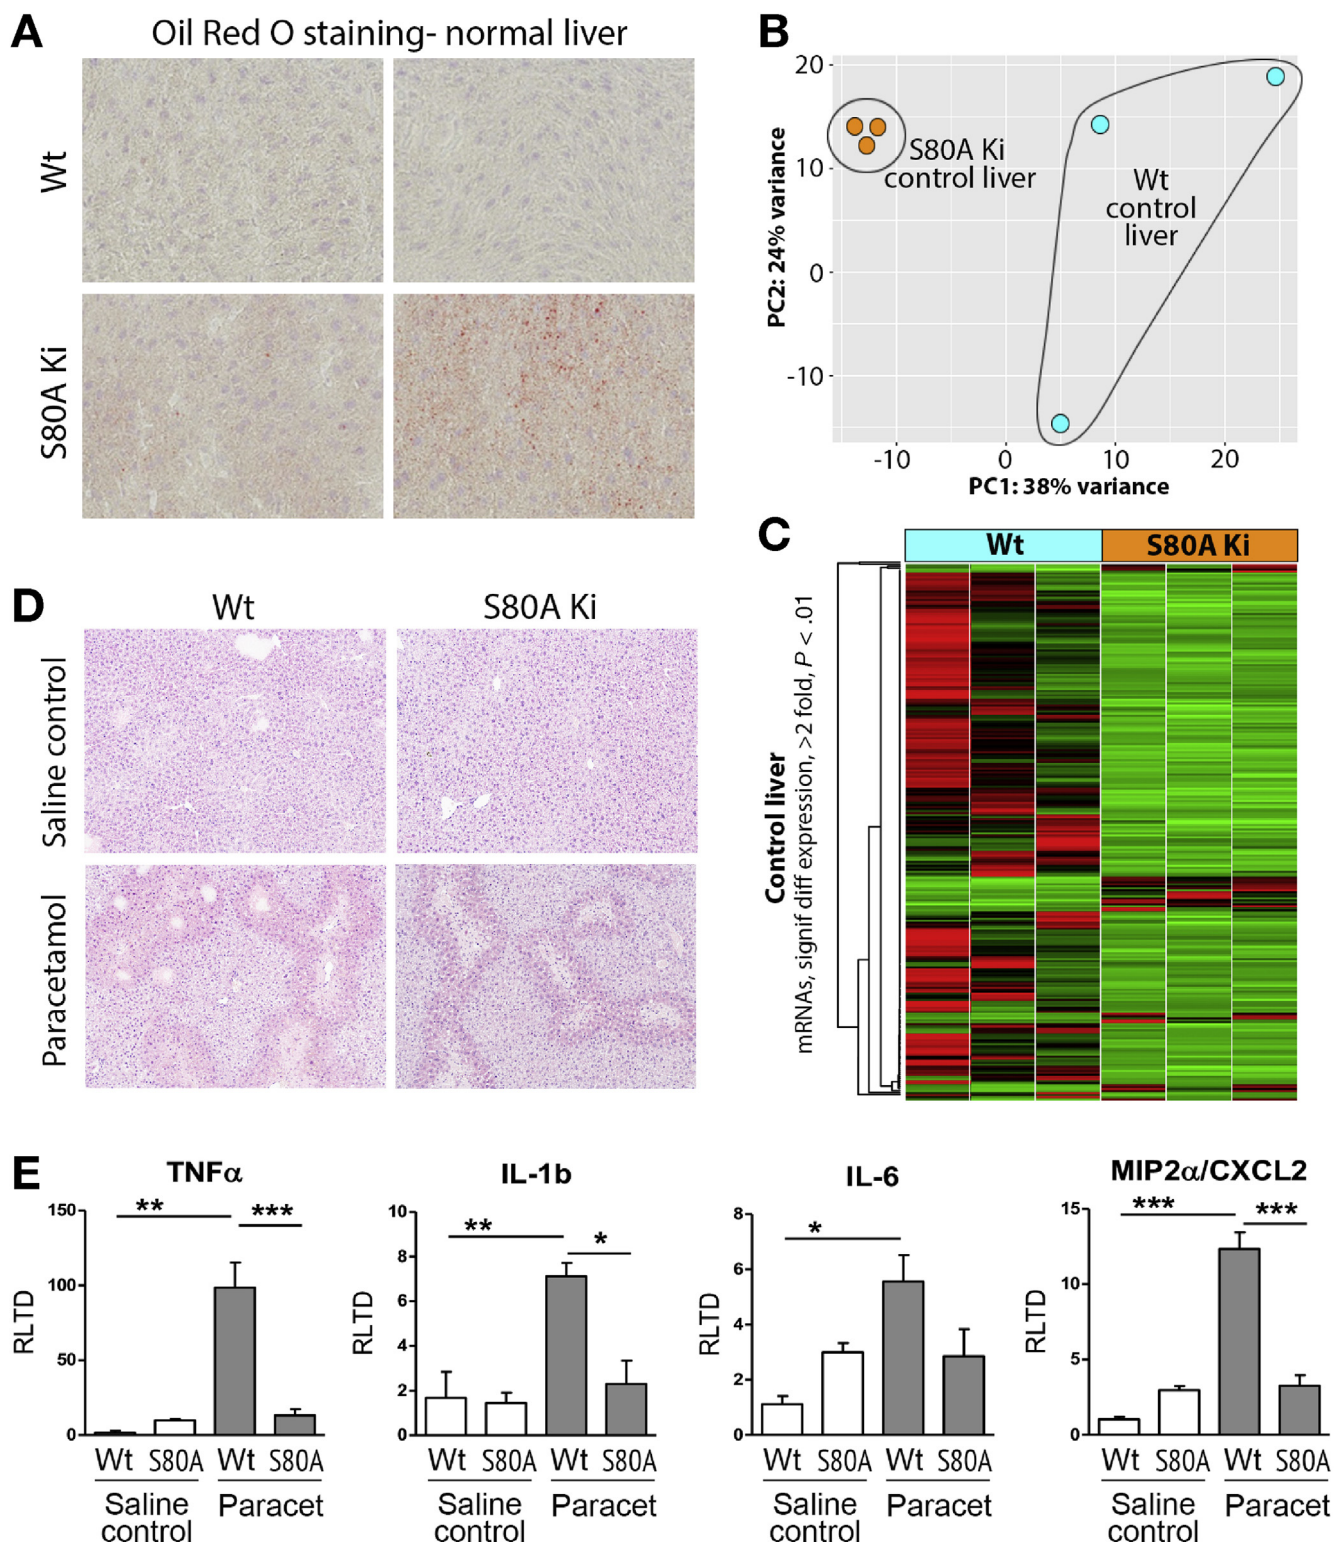 A
Oil Red O staining- normal liver
Wt
S80A Ki
B
20
10
0
-10
PC2: 24% variance
S80A Ki
control liver
Wt
control
liver
-10
0
10
20
PC1: 38% variance
C
Wt
S80A Ki
Control liver
mRNAs, signif diff expression, >2 fold, P < .01
D
Wt
S80A Ki
Saline control
Paracetamol
E
TNFα
RLTD
150
100
50
0
**
***
Wt
S80A
Wt
S80A
Saline
control
Paracet
IL-1b
RLTD
10
8
6
4
2
0
**
*
Wt
S80A
Wt
S80A
Saline
control
Paracet
IL-6
RLTD
8
6
4
2
0
*
Wt
S80A
Wt
S80A
Saline
control
Paracet
MIP2α/CXCL2
RLTD
15
10
5
0
***
***
Wt
S80A
Wt
S80A
Saline
control
Paracet